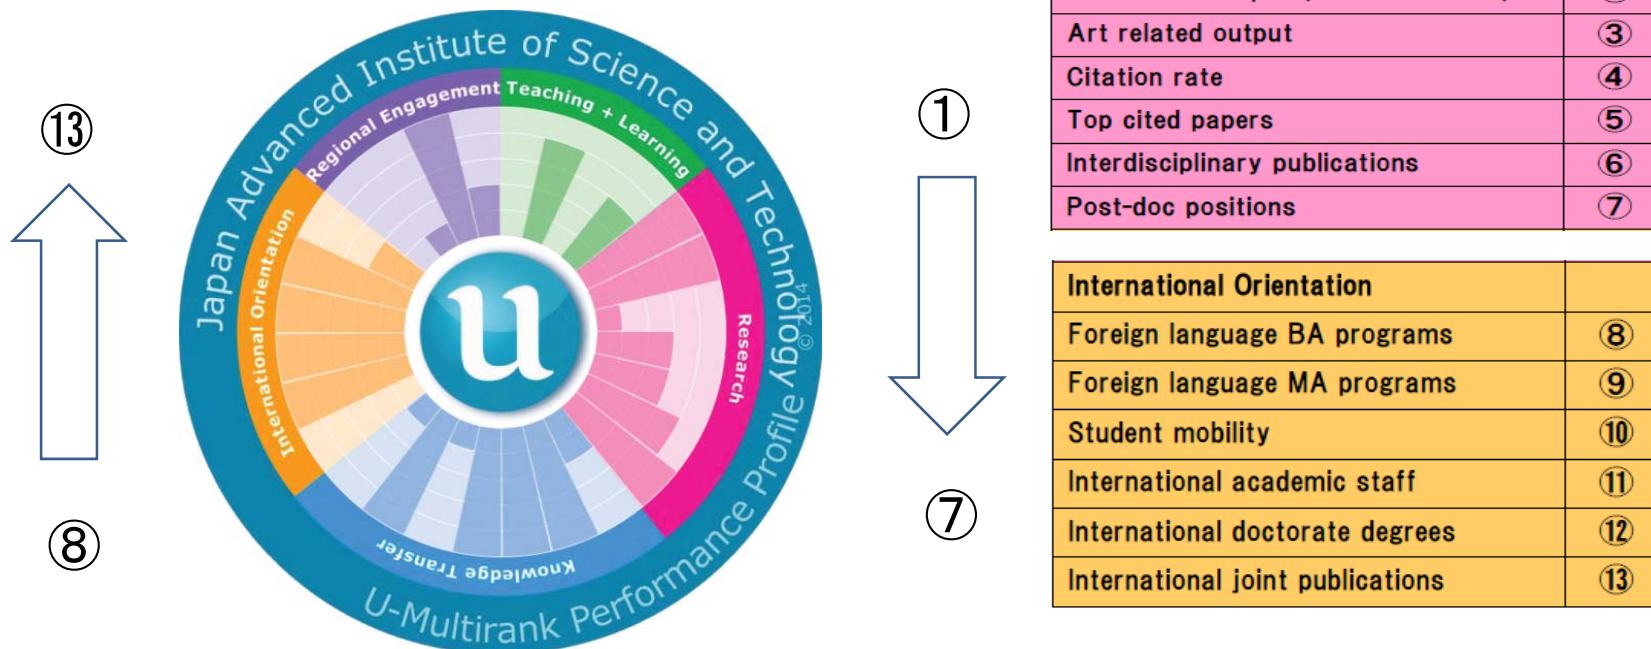 ⑬
⑧
Japan Advanced Institute of Science and Technology
U-Multirank Performance Profile
© 2014
Regional Engagement
Teaching + Learning
Research
Knowledge Transfer
International Orientation
u
①
⑦
Art related output ③
Citation rate ④
Top cited papers ⑤
Interdisciplinary publications ⑥
Post-doc positions ⑦
International Orientation
Foreign language BA programs ⑧
Foreign language MA programs ⑨
Student mobility ⑩
International academic staff ⑪
International doctorate degrees ⑫
International joint publications ⑬